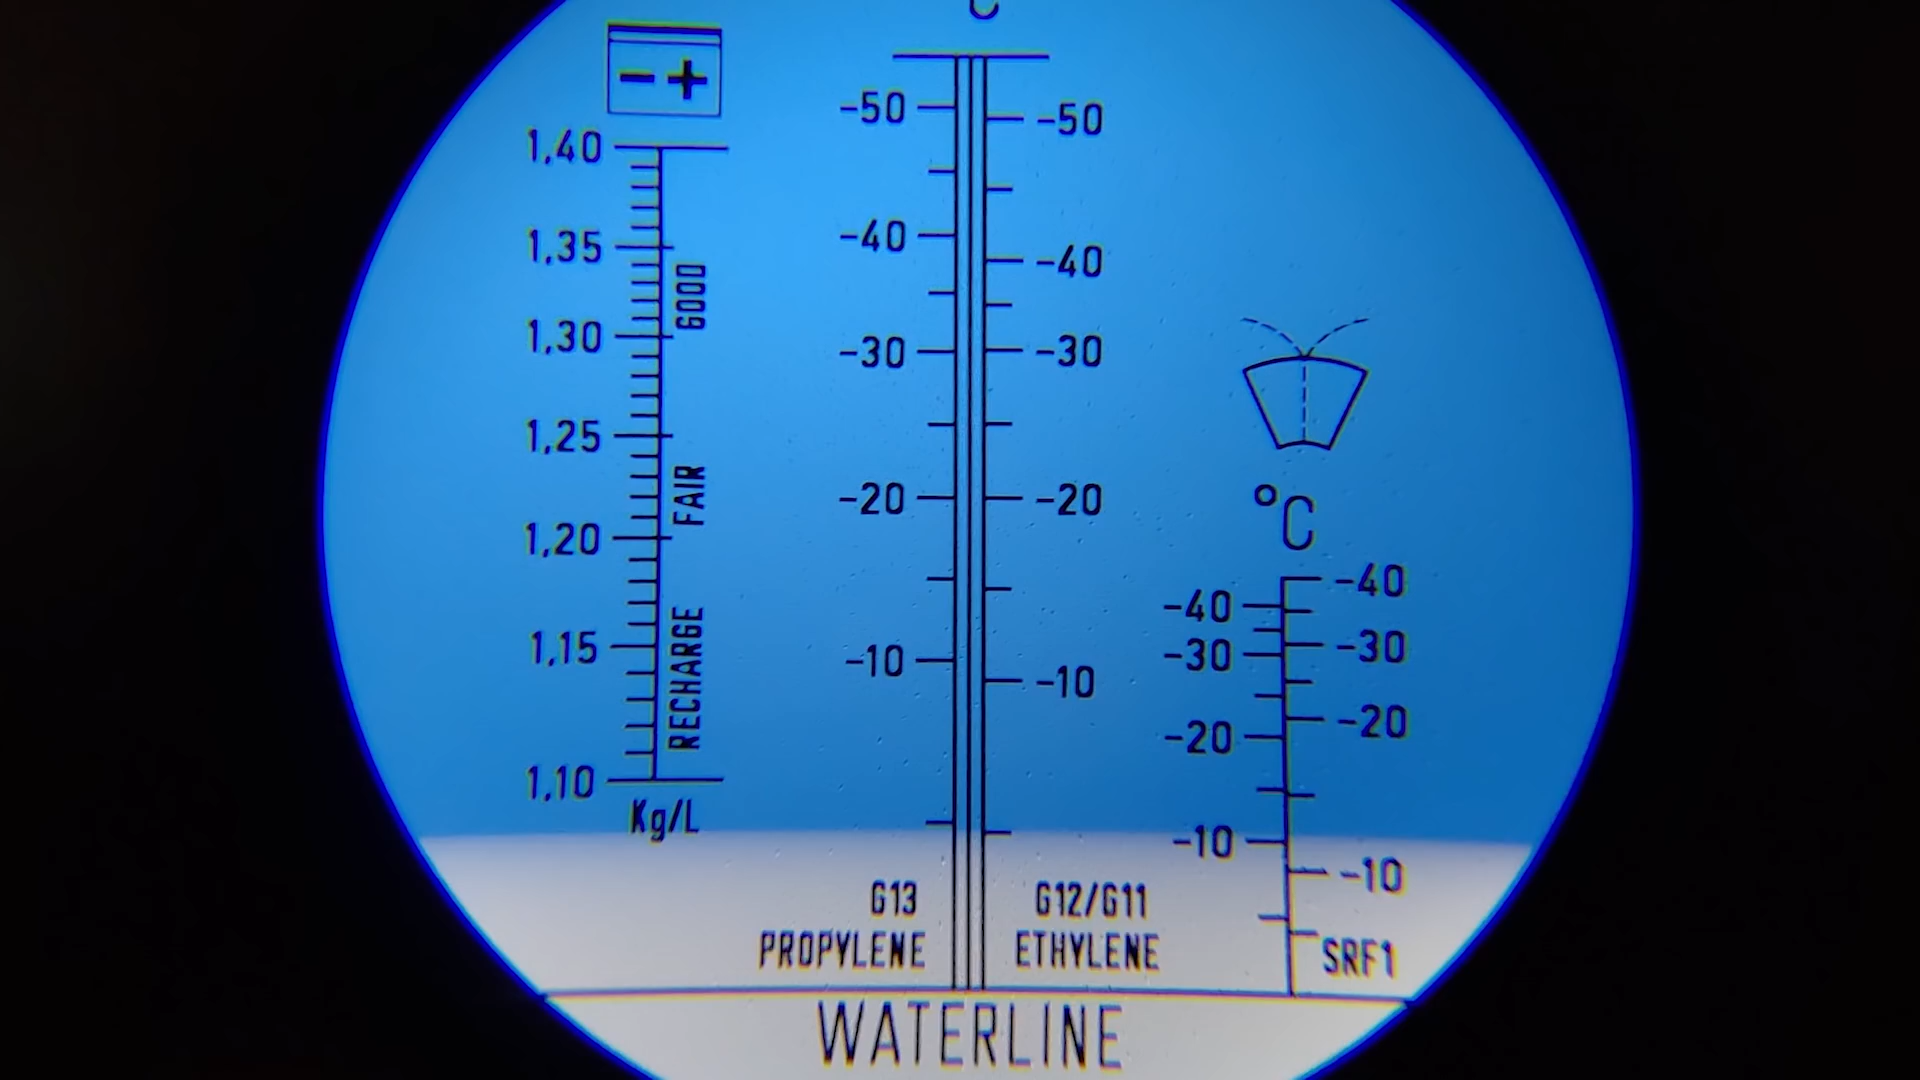 C
- +
1,40
1,35
1,30
1,25
1,20
1,15
1,10
GOOD
FAIR
RECHARGE
Kg/L
-50
-40
-30
-20
-10
G13
PROPYLENE
-50
-40
-30
-20
-10
G12/G11
ETHYLENE
°C
-40
-30
-20
-10
-40
-30
-20
-10
SRF1
WATERLINE